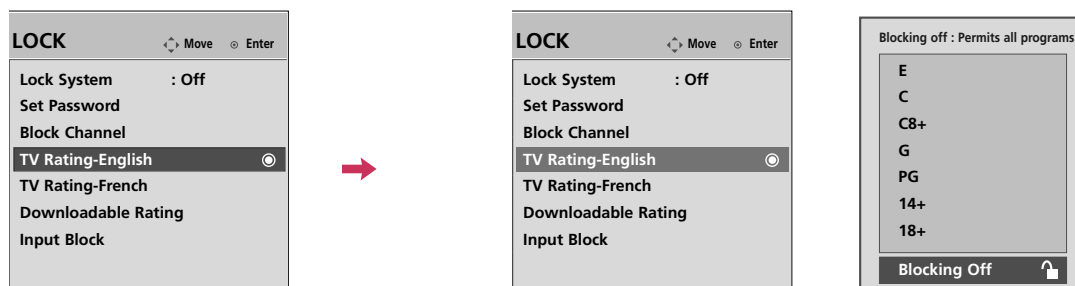 LOCK Move Enter
Lock System : Off
Set Password
Block Channel
TV Rating-English
TV Rating-French
Downloadable Rating
Input Block
LOCK Move Enter
Lock System : Off
Set Password
Block Channel
TV Rating-English
TV Rating-French
Downloadable Rating
Input Block
Blocking off : Permits all programs
E
C
C8+
G
PG
14+
18+
Blocking Off